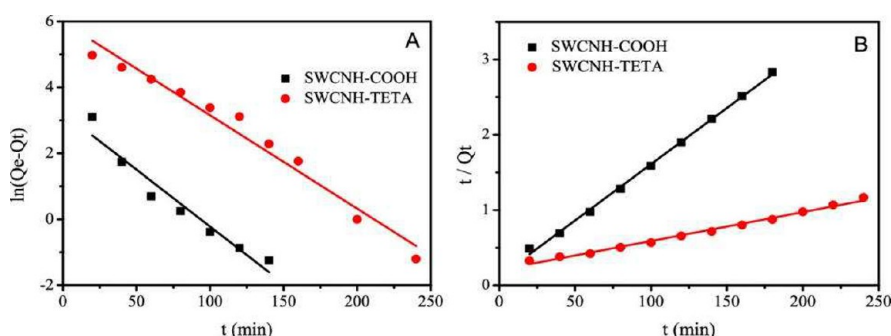 A
SWCNH-COOH
SWCNH-TETA
ln(Qe-Qt)
6
4
2
0
-2
0
50
100
150
200
250
t (min)
B
SWCNH-COOH
SWCNH-TETA
t / Qt
3
2
1
0
0
50
100
150
200
250
t (min)